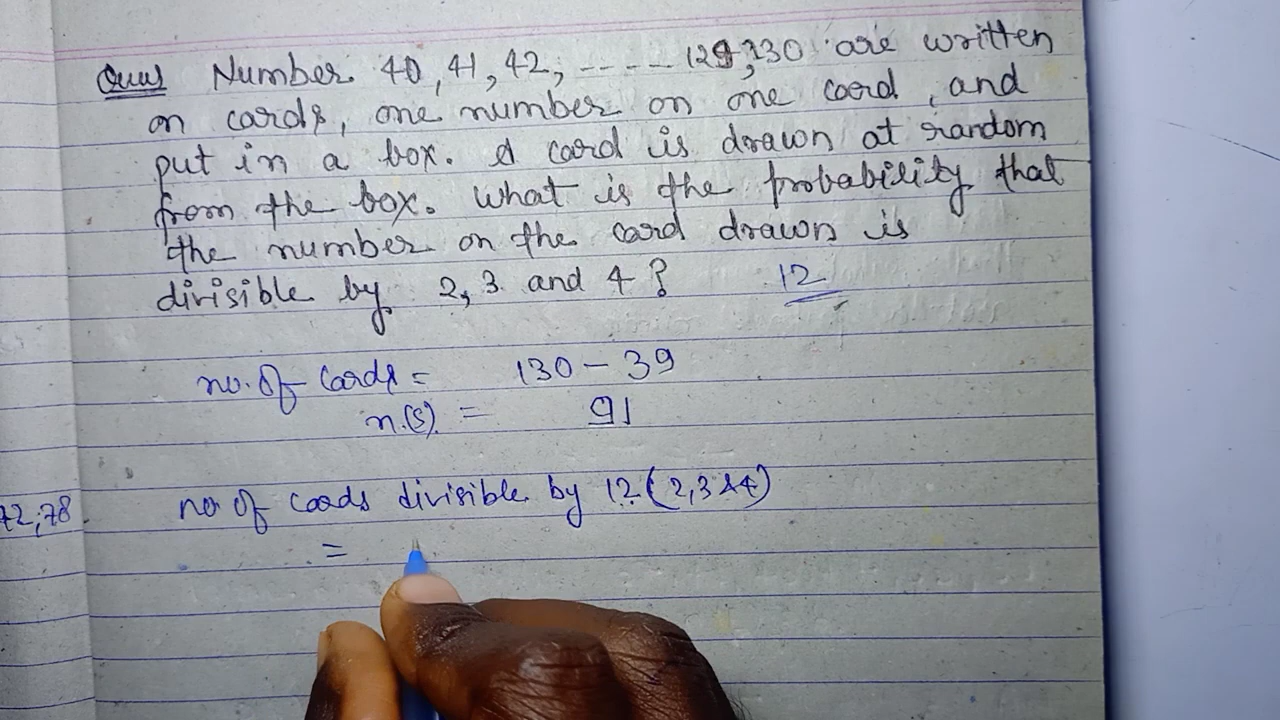 Ques Number 40, 41, 42, ----- 129, 130 are written
on cards, one number on one card, and
put in a box. A card is drawn at random
from the box. What is the probability that
the number on the card drawn is
divisible by 2, 3 and 4? 12
no. of cards = 130 - 39
n.(S) = 91
72,78 no of cards divisible by 12 (2,3 & 4)
=